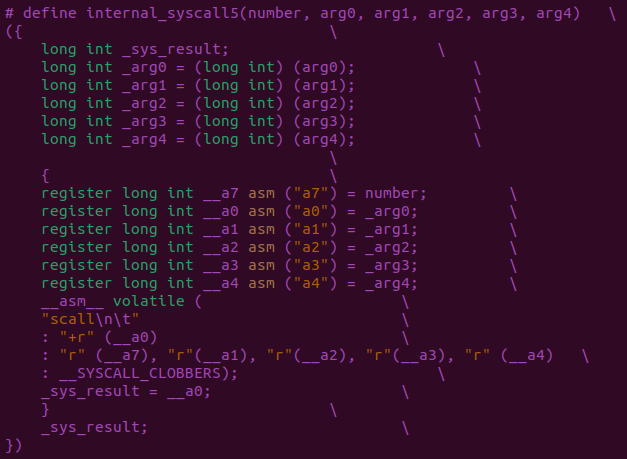 # define internal_syscall5(number, arg0, arg1, arg2, arg3, arg4) \
({ \
long int _sys_result; \
long int _arg0 = (long int) (arg0); \
long int _arg1 = (long int) (arg1); \
long int _arg2 = (long int) (arg2); \
long int _arg3 = (long int) (arg3); \
long int _arg4 = (long int) (arg4); \
\
{ \
register long int __a7 asm ("a7") = number; \
register long int __a0 asm ("a0") = _arg0; \
register long int __a1 asm ("a1") = _arg1; \
register long int __a2 asm ("a2") = _arg2; \
register long int __a3 asm ("a3") = _arg3; \
register long int __a4 asm ("a4") = _arg4; \
__asm__ volatile ( \
"scall\n\t" \
: "+r" (__a0) \
: "r" (__a7), "r"(__a1), "r"(__a2), "r"(__a3), "r" (__a4) \
: __SYSCALL_CLOBBERS); \
_sys_result = __a0; \
} \
_sys_result; \
})